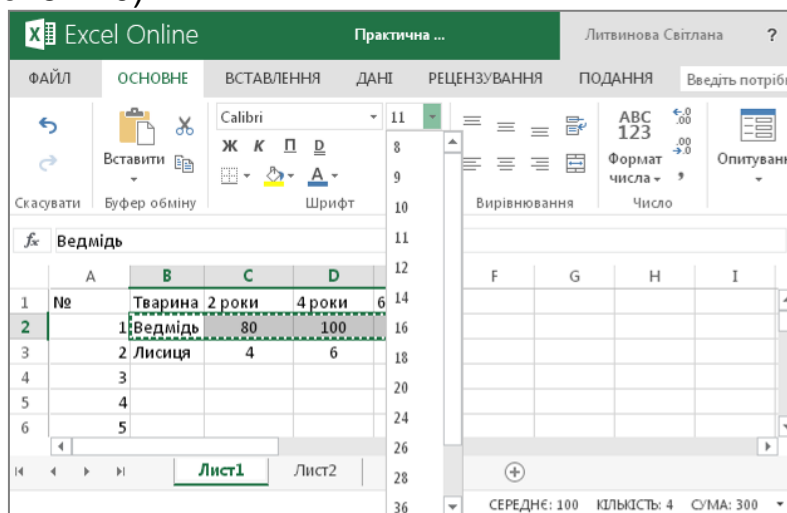 Excel Online Практична ... Литвинова Світлана ?
ФАЙЛ ОСНОВНЕ ВСТАВЛЕННЯ ДАНІ РЕЦЕНЗУВАННЯ ПОДАННЯ Введіть потрібн
Calibri 11
Вставити Ж К П D ABC 123 Формат числа Опитуванн
Скасувати Буфер обміну Шрифт Вирівнювання Число
8
9
10
11
12
14
16
18
20
24
26
28
36
fx Ведмідь
A B C D F G H I
1 № Тварина 2 роки 4 роки 6
2 1 Ведмідь 80 100
3 2 Лисиця 4 6
4 3
5 4
6 5
Лист1 Лист2
СЕРЕДНЄ: 100 КІЛЬКІСТЬ: 4 СУМА: 300